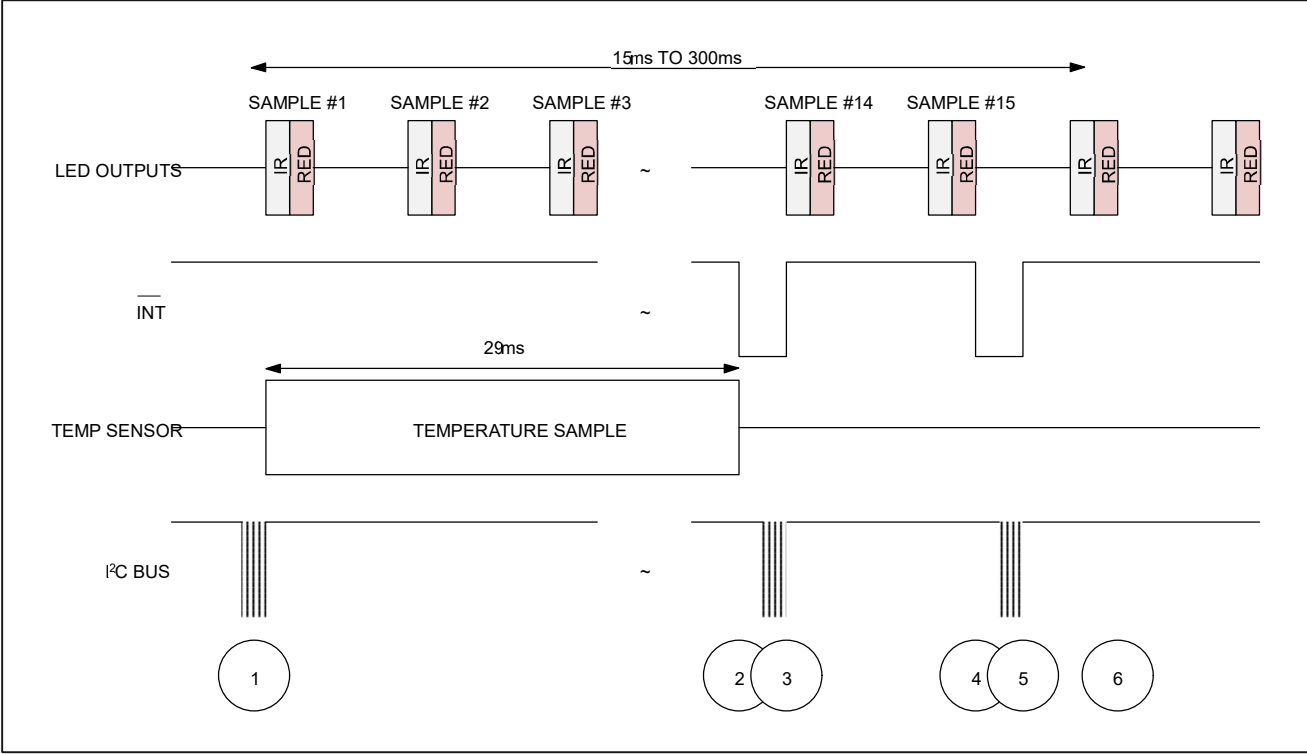 15ms TO 300ms
SAMPLE #1 SAMPLE #2 SAMPLE #3 SAMPLE #14 SAMPLE #15
LED OUTPUTS
IR RED IR RED IR RED ~ IR RED IR RED IR RED IR RED
INT
~
29ms
TEMP SENSOR
TEMPERATURE SAMPLE
I²C BUS
~
1 2 3 4 5 6